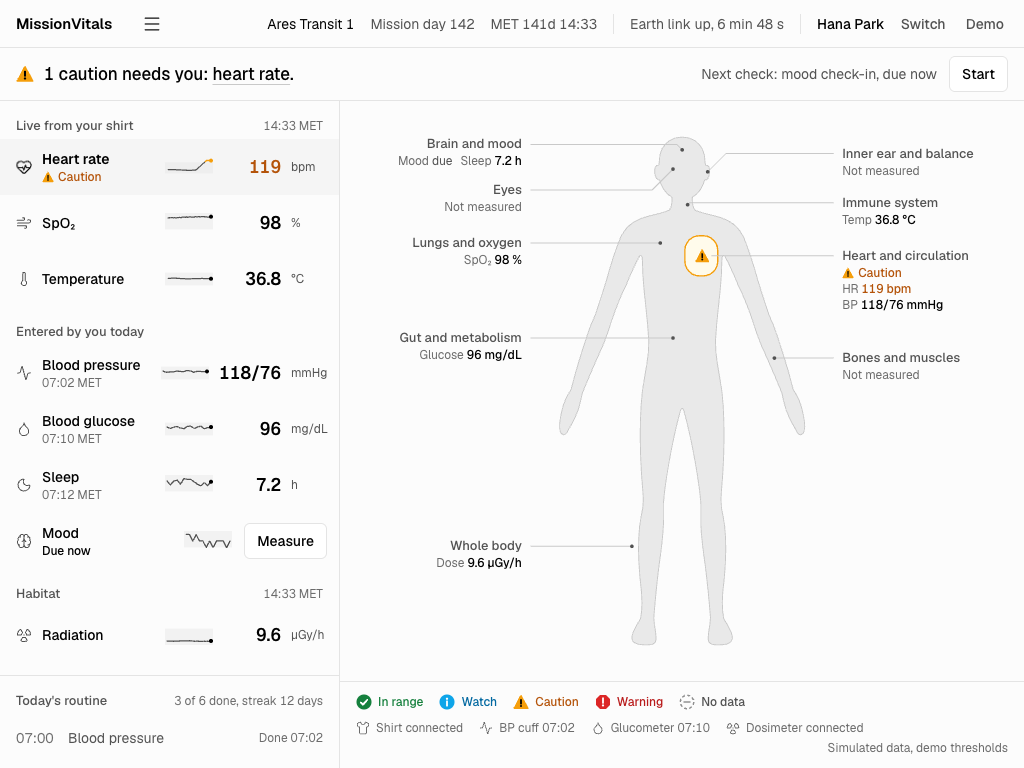 MissionVitals
Ares Transit 1 Mission day 142 MET 141d 14:33 Earth link up, 6 min 48 s Hana Park Switch Demo
1 caution needs you: heart rate.
Next check: mood check-in, due now Start
Live from your shirt 14:33 MET
Heart rate 119 bpm
Caution
SpO₂ 98 %
Temperature 36.8 °C
Entered by you today
Blood pressure 118/76 mmHg
07:02 MET
Blood glucose 96 mg/dL
07:10 MET
Sleep 7.2 h
07:12 MET
Mood Measure
Due now
Habitat 14:33 MET
Radiation 9.6 µGy/h
Today's routine 3 of 6 done, streak 12 days
07:00 Blood pressure Done 07:02
Brain and mood
Mood due Sleep 7.2 h
Eyes
Not measured
Lungs and oxygen
SpO₂ 98 %
Gut and metabolism
Glucose 96 mg/dL
Whole body
Dose 9.6 µGy/h
Inner ear and balance
Not measured
Immune system
Temp 36.8 °C
Heart and circulation
Caution
HR 119 bpm
BP 118/76 mmHg
Bones and muscles
Not measured
In range Watch Caution Warning No data
Shirt connected BP cuff 07:02 Glucometer 07:10 Dosimeter connected
Simulated data, demo thresholds